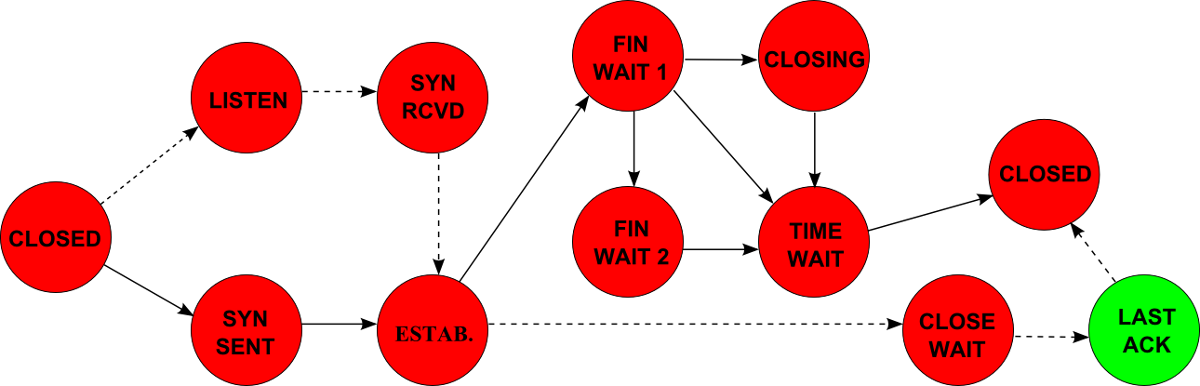 CLOSED
LISTEN
SYN
RCVD
SYN
SENT
ESTAB.
FIN
WAIT 1
CLOSING
FIN
WAIT 2
TIME
WAIT
CLOSED
CLOSE
WAIT
LAST
ACK